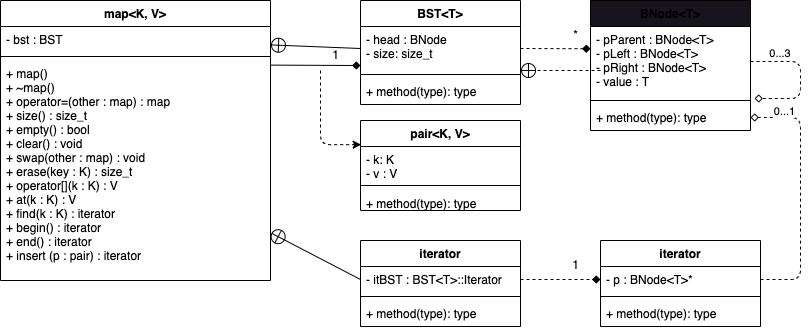 map<K, V>
- bst : BST
+ map()
+ ~map()
+ operator=(other : map) : map
+ size() : size_t
+ empty() : bool
+ clear() : void
+ swap(other : map) : void
+ erase(key : K) : size_t
+ operator[](k : K) : V
+ at(k : K) : V
+ find(k : K) : iterator
+ begin() : iterator
+ end() : iterator
+ insert (p : pair) : iterator
1
BST<T>
- head : BNode
- size: size_t
+ method(type): type
*
BNode<T>
- pParent : BNode<T>
- pLeft : BNode<T>
- pRight : BNode<T>
- value : T
+ method(type): type
0...3
0...1
pair<K, V>
- k: K
- v : V
+ method(type): type
iterator
- itBST : BST<T>::Iterator
+ method(type): type
1
iterator
- p : BNode<T>*
+ method(type): type